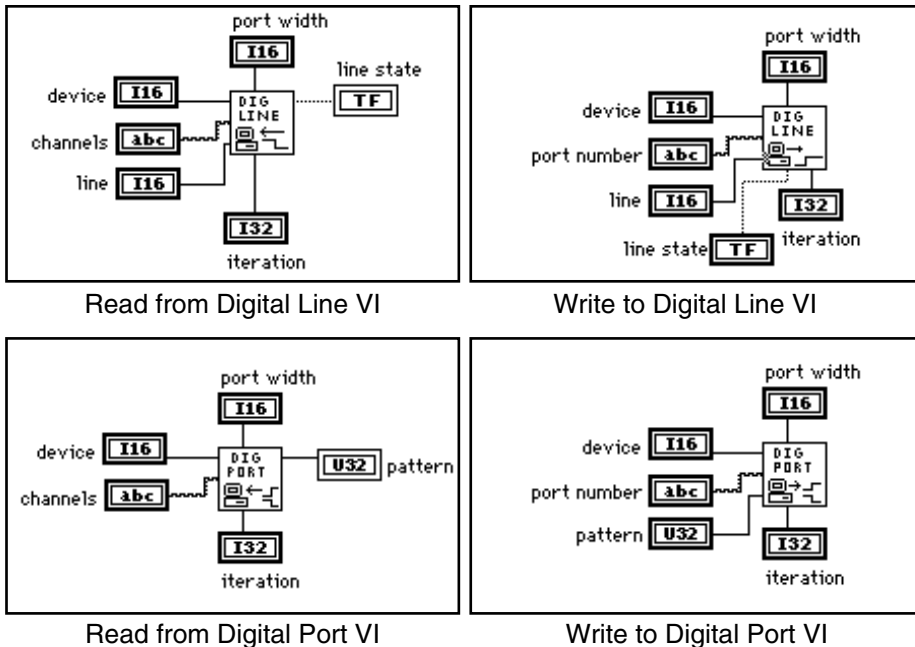 port width
I16
line state
device I16
DIG
LINE
TF
channels abc
line I16
I32
iteration
Read from Digital Line VI
port width
I16
device I16
DIG
LINE
port number abc
line I16
I32
line state TF
iteration
Write to Digital Line VI
port width
I16
device I16
DIG
PORT
U32 pattern
channels abc
I32
iteration
Read from Digital Port VI
port width
I16
device I16
DIG
PORT
port number abc
pattern U32
I32
iteration
Write to Digital Port VI